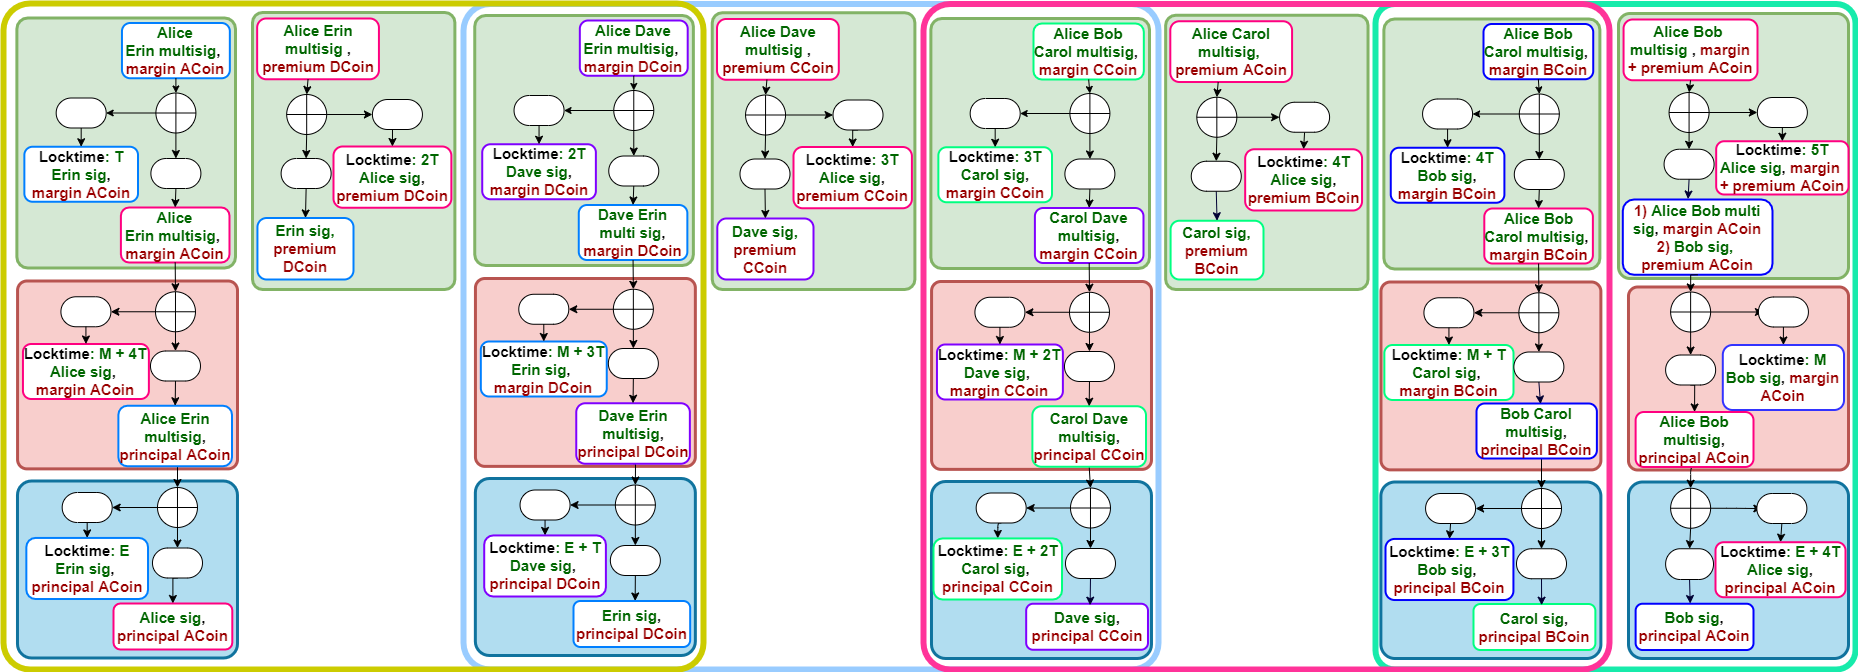 Alice
Erin multisig,
margin ACoin
Locktime: T
Erin sig,
margin ACoin
Alice
Erin multisig,
margin ACoin
Locktime: M + 4T
Alice sig,
margin ACoin
Alice Erin
multisig,
principal ACoin
Locktime: E
Erin sig,
principal ACoin
Alice sig,
principal ACoin
Alice Erin
multisig ,
premium DCoin
Locktime: 2T
Alice sig,
premium DCoin
Erin sig,
premium
DCoin
Alice Dave
Erin multisig,
margin DCoin
Locktime: 2T
Dave sig,
margin DCoin
Dave Erin
multi sig,
margin DCoin
Locktime: M + 3T
Erin sig,
margin DCoin
Dave Erin
multisig,
principal DCoin
Locktime: E + T
Dave sig,
principal DCoin
Erin sig,
principal DCoin
Alice Dave
multisig ,
premium CCoin
Locktime: 3T
Alice sig,
premium CCoin
Dave sig,
premium
CCoin
Alice Bob
Carol multisig,
margin CCoin
Locktime: 3T
Carol sig,
margin CCoin
Carol Dave
multisig,
margin CCoin
Locktime: M + 2T
Dave sig,
margin CCoin
Carol Dave
multisig,
principal CCoin
Locktime: E + 2T
Carol sig,
principal CCoin
Dave sig,
principal CCoin
Alice Carol
multisig,
premium ACoin
Locktime: 4T
Alice sig,
premium BCoin
Carol sig,
premium
BCoin
Alice Bob
Carol multisig,
margin BCoin
Locktime: 4T
Bob sig,
margin BCoin
Alice Bob
Carol multisig,
margin BCoin
Locktime: M + T
Carol sig,
margin BCoin
Bob Carol
multisig,
principal BCoin
Locktime: E + 3T
Bob sig,
principal BCoin
Carol sig,
principal BCoin
Alice Bob
multisig , margin
+ premium ACoin
Locktime: 5T
Alice sig, margin
+ premium ACoin
1) Alice Bob multi
sig, margin ACoin
2) Bob sig,
premium ACoin
Locktime: M
Bob sig, margin
ACoin
Alice Bob
multisig,
principal ACoin
Locktime: E + 4T
Alice sig,
principal ACoin
Bob sig,
principal ACoin